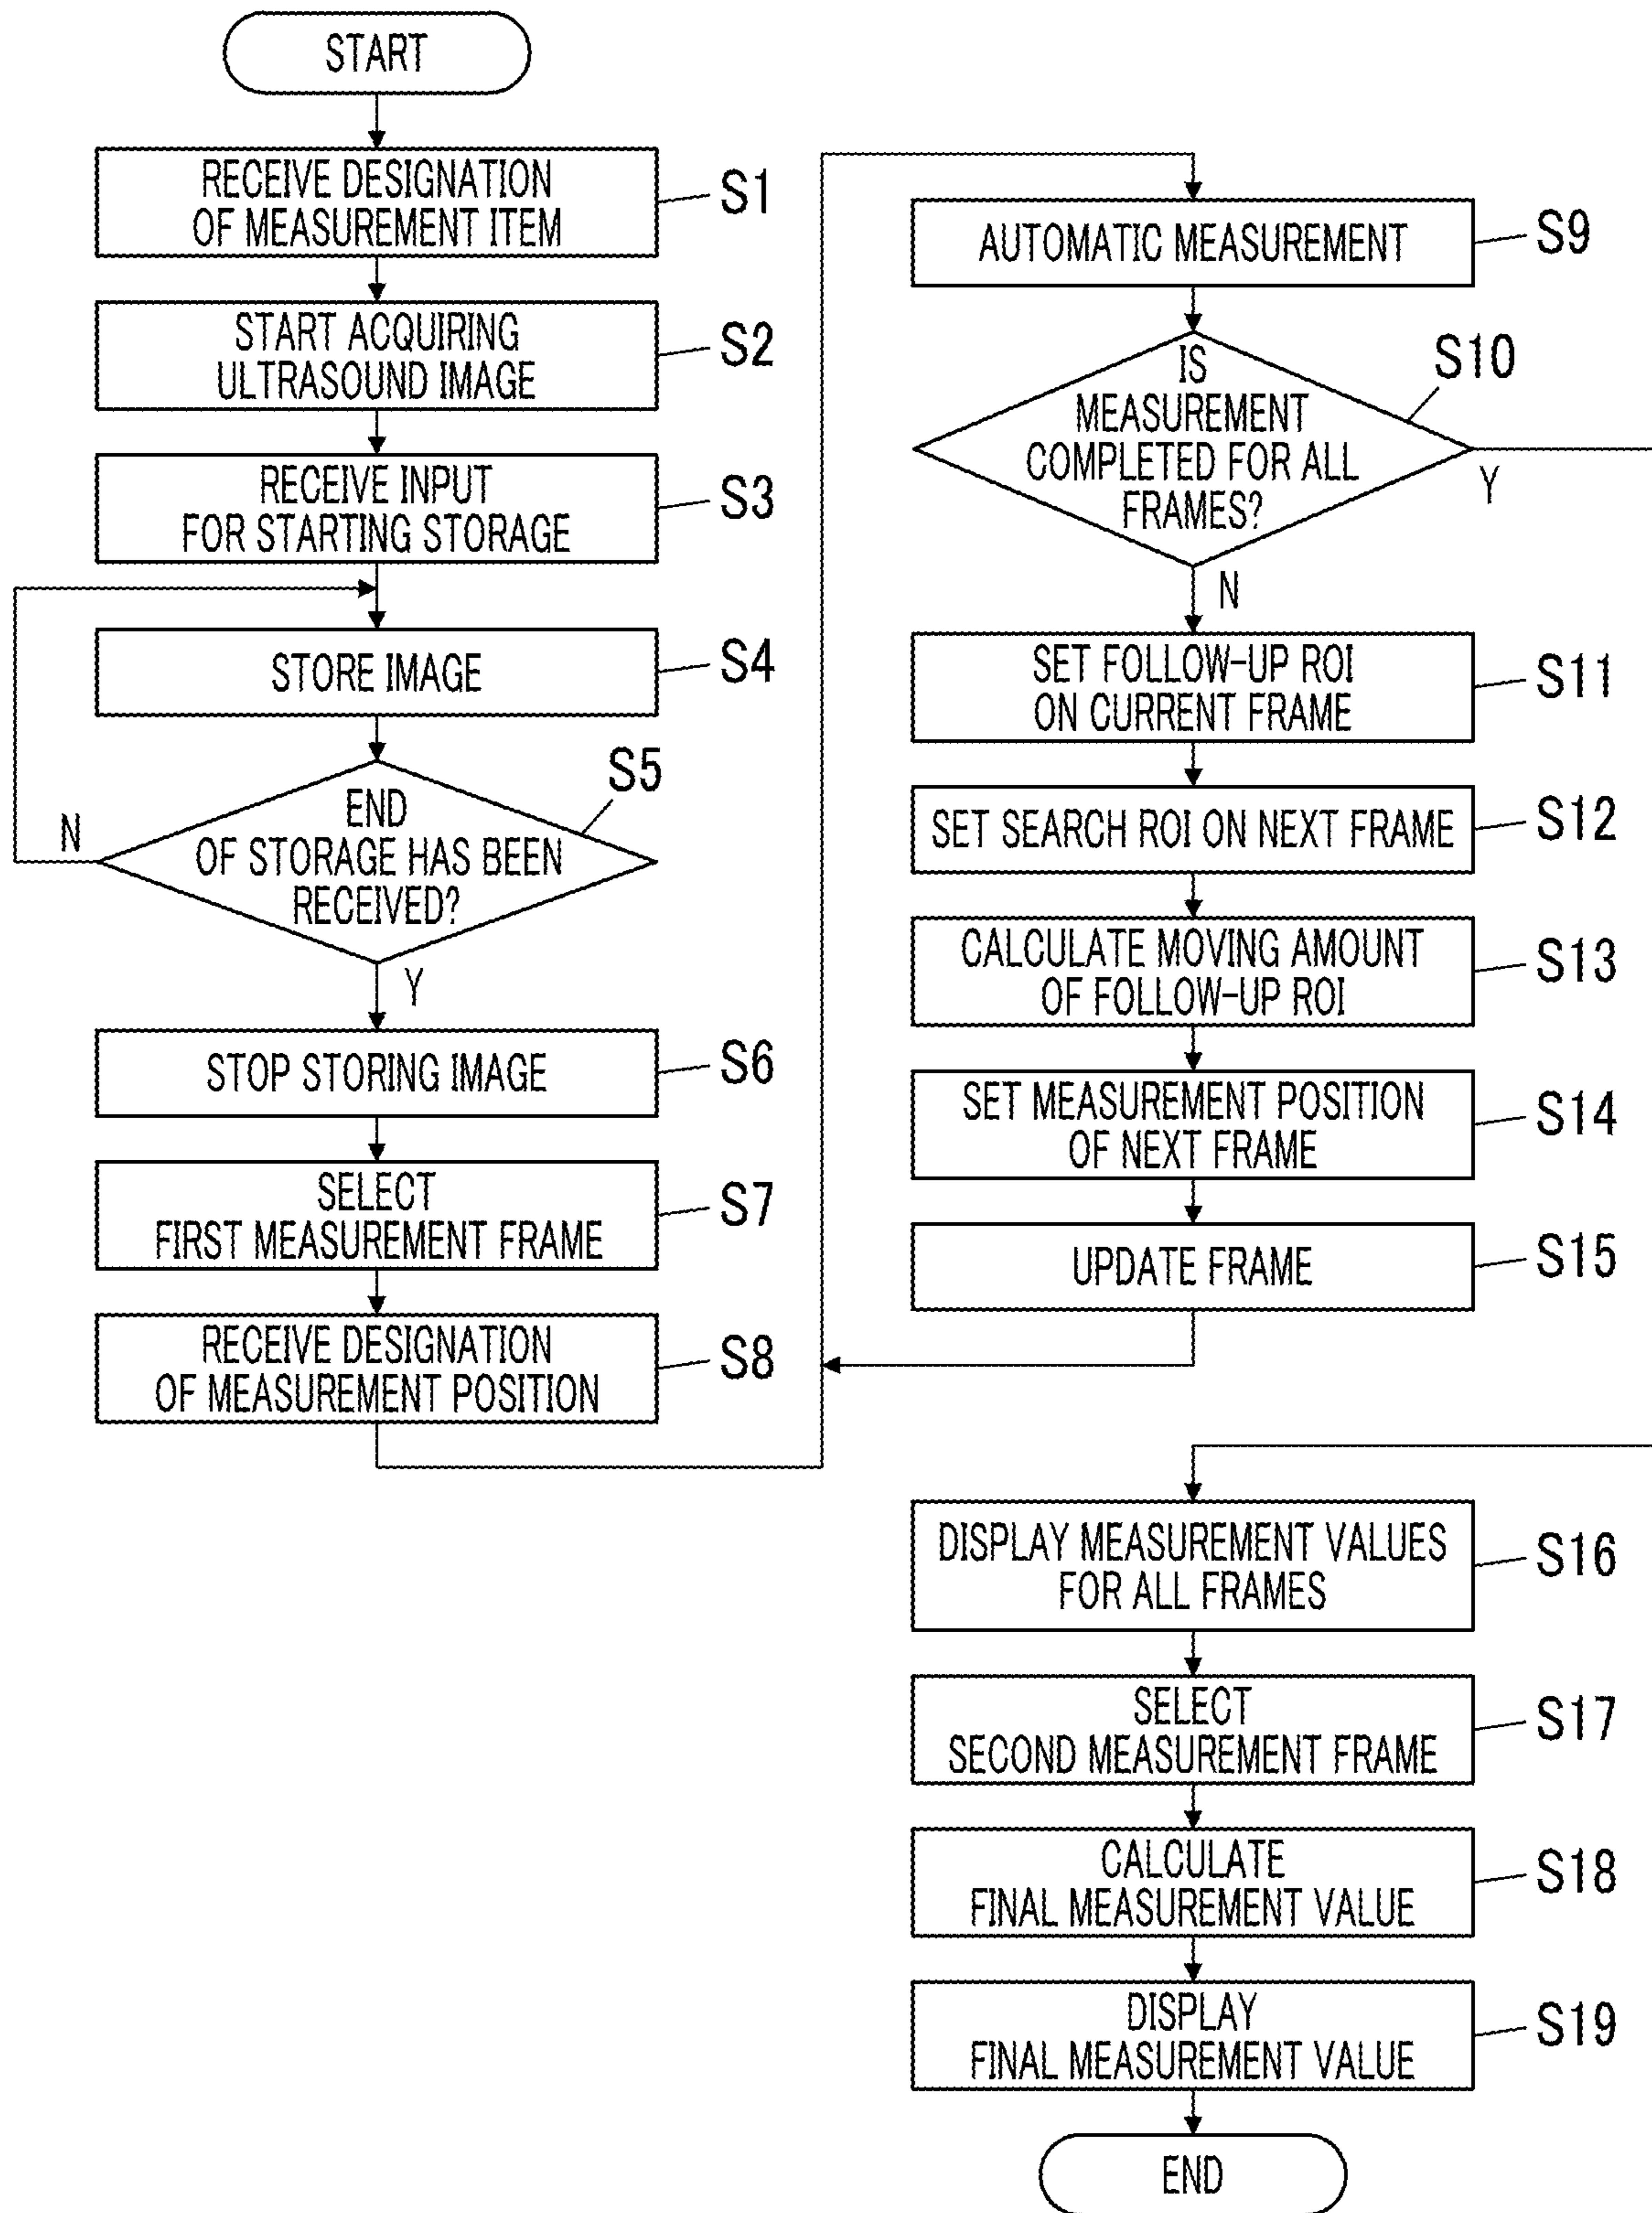 START
RECEIVE DESIGNATION
OF MEASUREMENT ITEM
S1
START ACQUIRING
ULTRASOUND IMAGE
S2
RECEIVE INPUT
FOR STARTING STORAGE
S3
STORE IMAGE
S4
END
OF STORAGE HAS BEEN
RECEIVED?
S5
N
Y
STOP STORING IMAGE
S6
SELECT
FIRST MEASUREMENT FRAME
S7
RECEIVE DESIGNATION
OF MEASUREMENT POSITION
S8
AUTOMATIC MEASUREMENT
S9
IS
MEASUREMENT
COMPLETED FOR ALL
FRAMES?
S10
Y
N
SET FOLLOW-UP ROI
ON CURRENT FRAME
S11
SET SEARCH ROI ON NEXT FRAME
S12
CALCULATE MOVING AMOUNT
OF FOLLOW-UP ROI
S13
SET MEASUREMENT POSITION
OF NEXT FRAME
S14
UPDATE FRAME
S15
DISPLAY MEASUREMENT VALUES
FOR ALL FRAMES
S16
SELECT
SECOND MEASUREMENT FRAME
S17
CALCULATE
FINAL MEASUREMENT VALUE
S18
DISPLAY
FINAL MEASUREMENT VALUE
S19
END